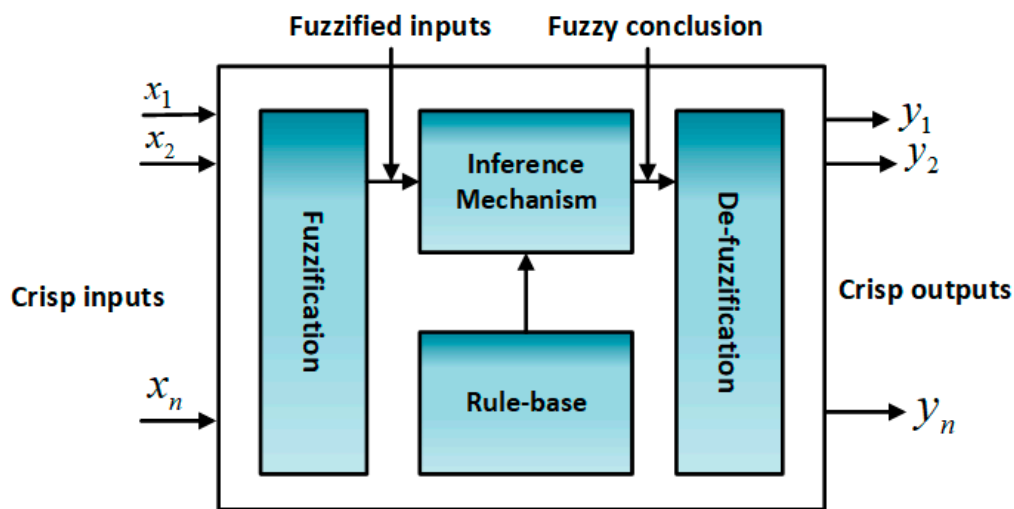 Fuzzified inputs
Fuzzy conclusion
x₁
x₂
Crisp inputs
xₙ
Fuzzification
Inference
Mechanism
Rule-base
De-fuzzification
y₁
y₂
Crisp outputs
yₙ